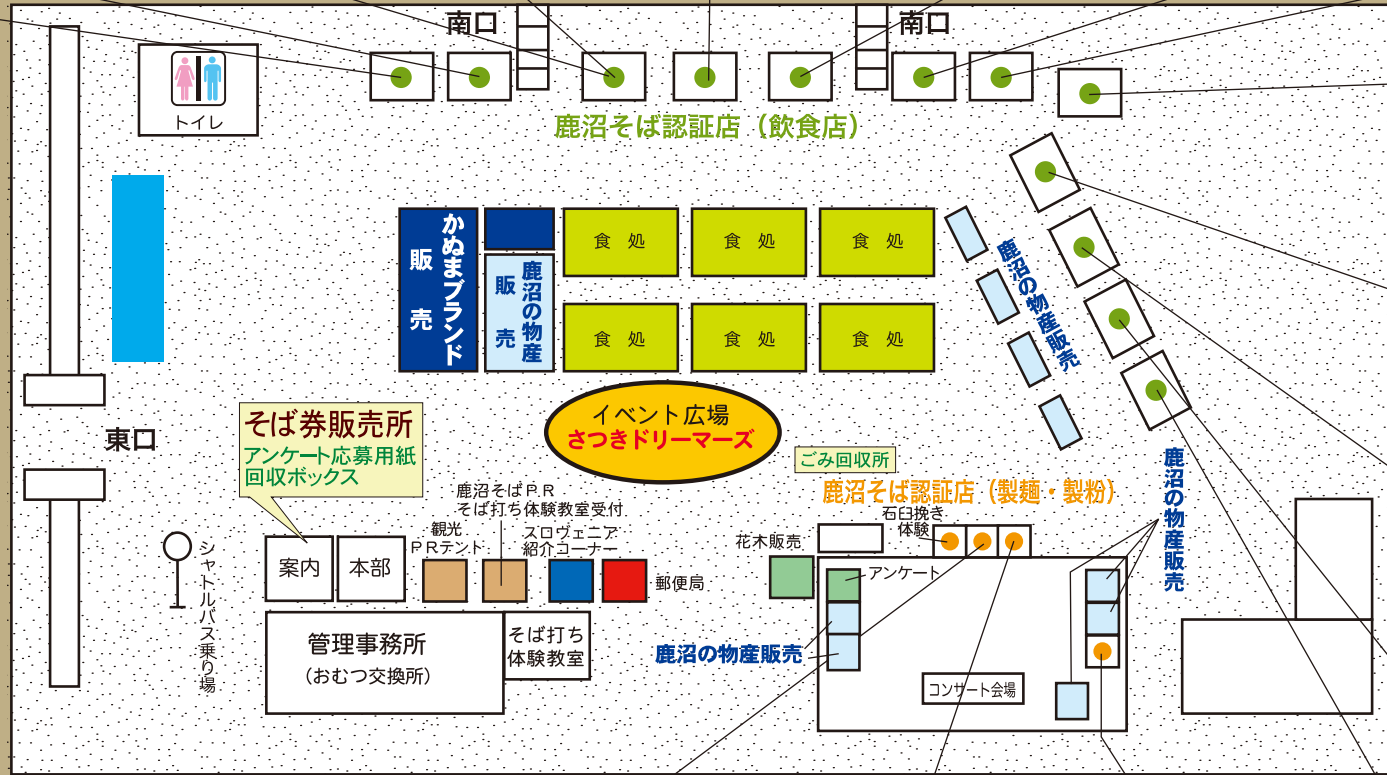 南口
南口
トイレ
鹿沼そば認証店（飲食店）
かぬまブランド
販売
鹿沼の物産
販売
食 処
食 処
食 処
食 処
食 処
食 処
鹿沼の物産販売
イベント広場
さつきドリーマーズ
東口
そば券販売所
アンケート応募用紙
回収ボックス
ごみ回収所
鹿沼そば認証店（製麺・製粉）
鹿沼の物産販売
鹿沼そばＰＲ
そば打ち体験教室受付
観光
ＰＲテント
スロヴェニア
紹介コーナー
石臼挽き
体験
花木販売
シャトルバス乗り場
案内
本部
郵便局
アンケート
管理事務所
（おむつ交換所）
そば打ち
体験教室
鹿沼の物産販売
コンサート会場